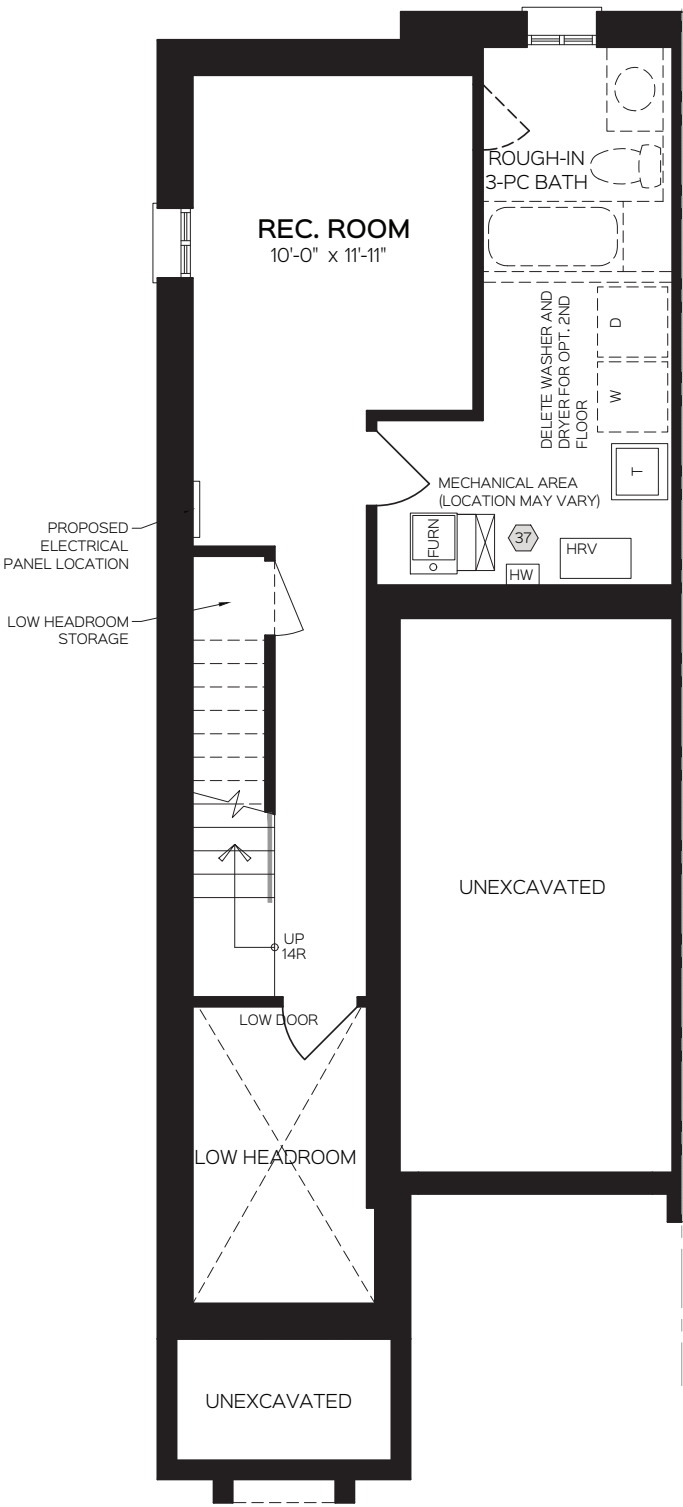 ROUGH-IN
3-PC BATH
REC. ROOM
10'-0" x 11'-11"
DELETE WASHER AND
DRYER FOR OPT. 2ND
FLOOR
D
W
T
MECHANICAL AREA
(LOCATION MAY VARY)
FURN
37
HRV
HW
PROPOSED
ELECTRICAL
PANEL LOCATION
LOW HEADROOM
STORAGE
UNEXCAVATED
UP
14R
LOW DOOR
LOW HEADROOM
UNEXCAVATED